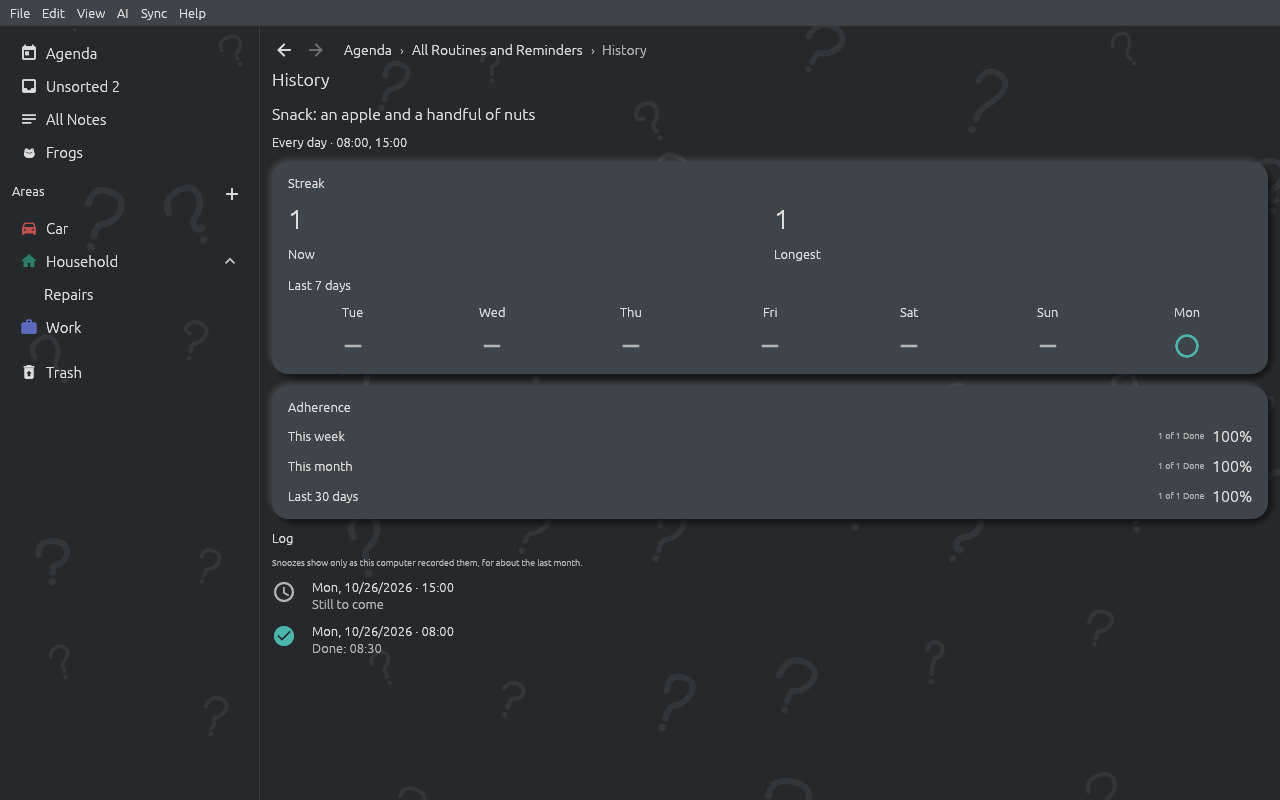 File Edit View AI Sync Help
Agenda
Unsorted 2
All Notes
Frogs
Areas
Car
Household
Repairs
Work
Trash
Agenda › All Routines and Reminders › History
History
Snack: an apple and a handful of nuts
Every day · 08:00, 15:00
Streak
1 1
Now Longest
Last 7 days
Tue Wed Thu Fri Sat Sun Mon
Adherence
This week 1 of 1 Done 100%
This month 1 of 1 Done 100%
Last 30 days 1 of 1 Done 100%
Log
Snoozes show only as this computer recorded them, for about the last month.
Mon, 10/26/2026 · 15:00
Still to come
Mon, 10/26/2026 · 08:00
Done: 08:30